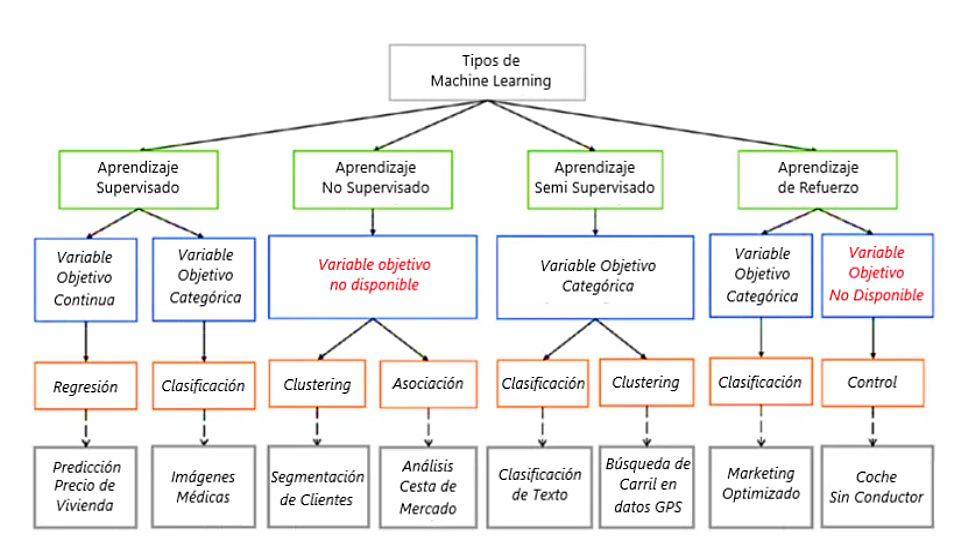 Tipos de
Machine Learning
Aprendizaje
Supervisado
Aprendizaje
No Supervisado
Aprendizaje
Semi Supervisado
Aprendizaje
de Refuerzo
Variable
Objetivo
Continua
Variable
Objetivo
Categórica
Variable objetivo
no disponible
Variable Objetivo
Categórica
Variable
Objetivo
Categórica
Variable
Objetivo
No Disponible
Regresión
Clasificación
Clustering
Asociación
Clasificación
Clustering
Clasificación
Control
Predicción
Precio de
Vivienda
Imágenes
Médicas
Segmentación
de Clientes
Análisis
Cesta de
Mercado
Clasificación
de Texto
Búsqueda de
Carril en
datos GPS
Marketing
Optimizado
Coche
Sin Conductor